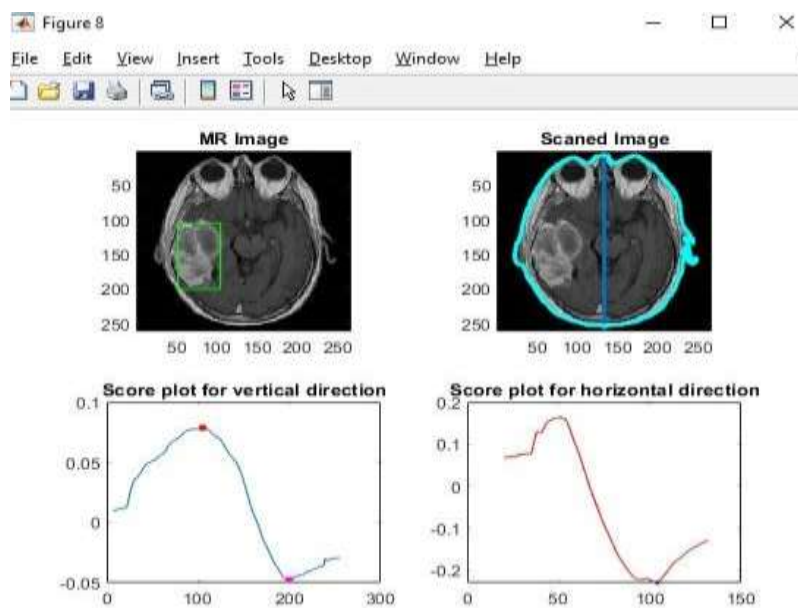 Figure 8
File Edit View Insert Tools Desktop Window Help
MR Image
50
100
150
200
250
50 100 150 200 250
Scaned Image
50
100
150
200
250
50 100 150 200 250
Score plot for vertical direction
0.1
0.05
0
-0.05
0 100 200 300
Score plot for horizontal direction
0.2
0.1
0
-0.1
-0.2
0 50 100 150